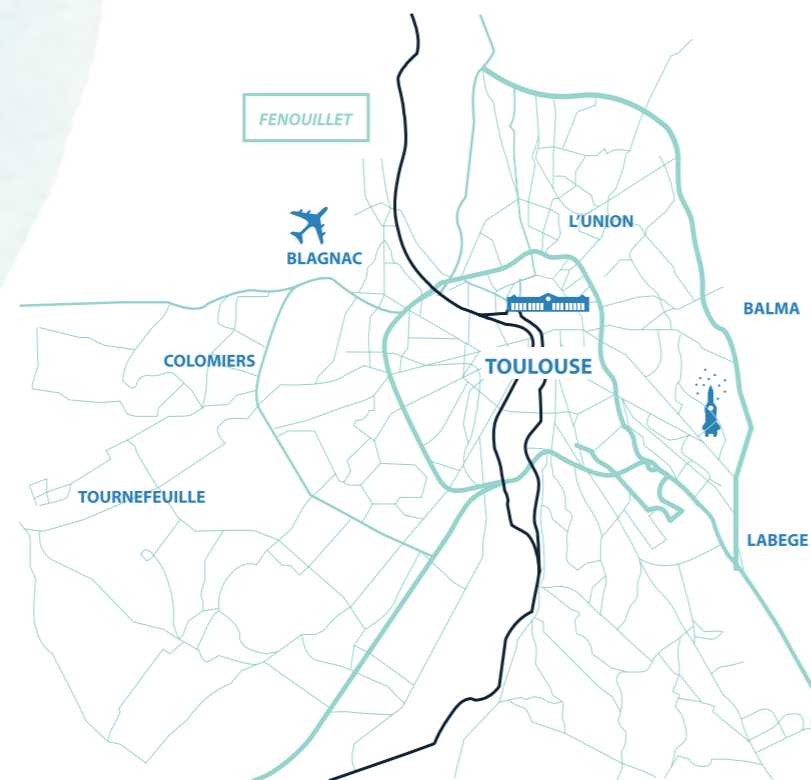 FENOUILLET
L'UNION
BLAGNAC
BALMA
COLOMIERS
TOULOUSE
TOURNEFEUILLE
LABEGE